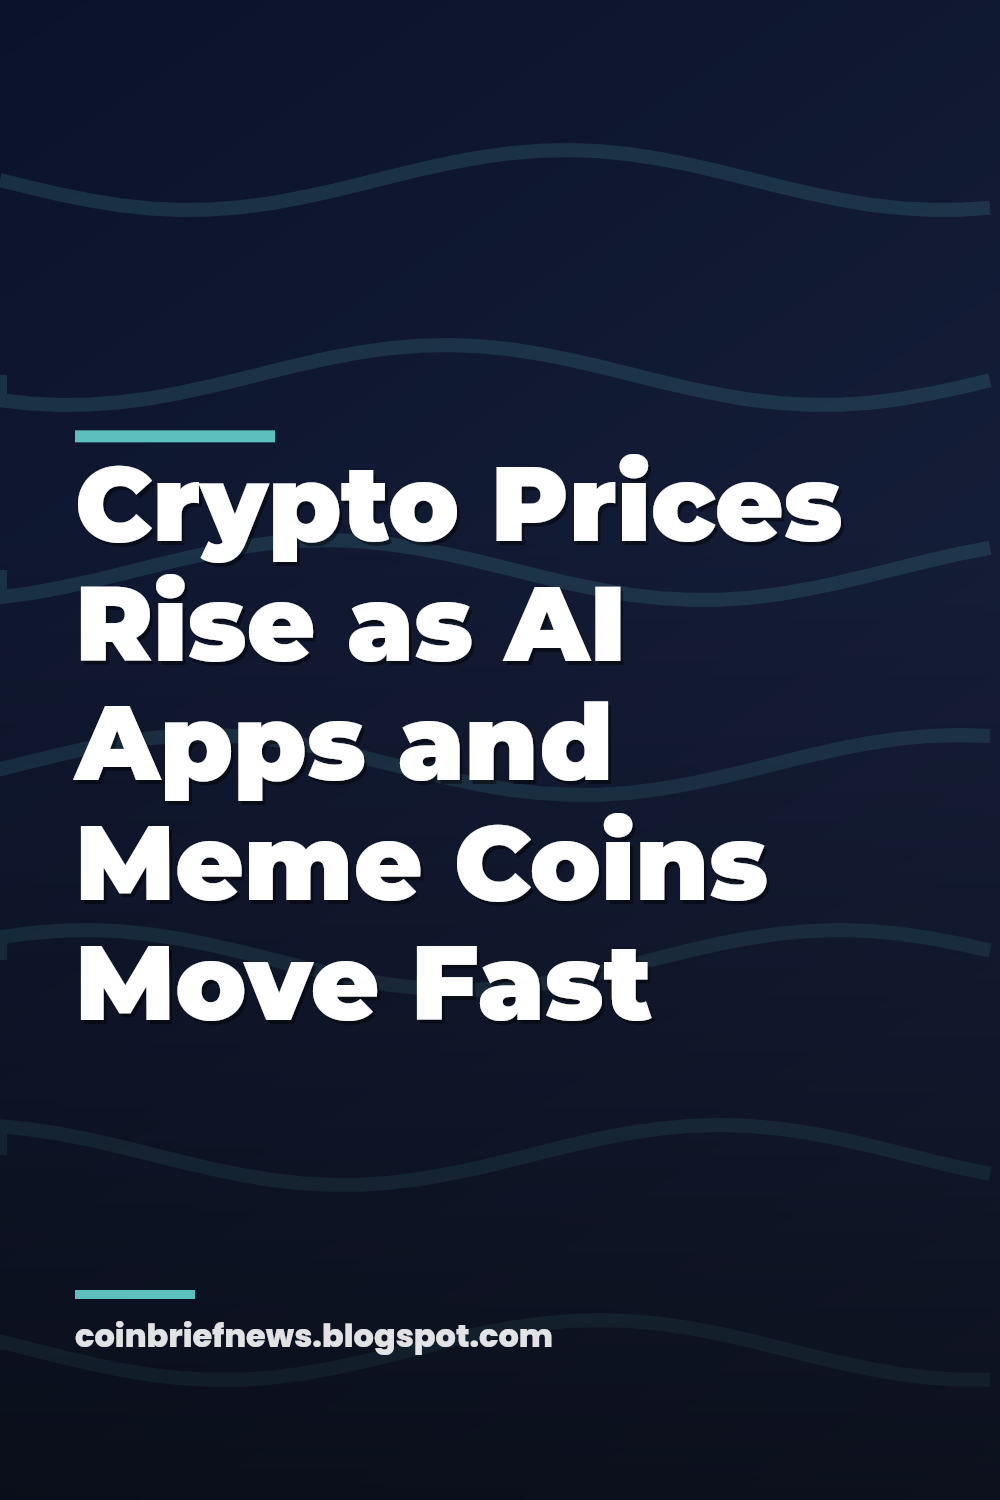 Crypto Prices
Rise as AI
Apps and
Meme Coins
Move Fast
coinbriefnews.blogspot.com